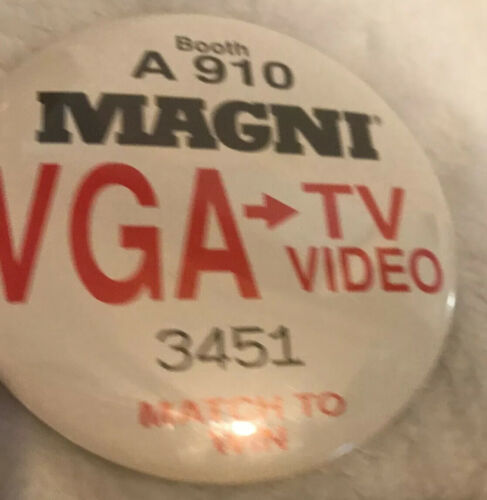 Booth
A 910
MAGNI
VGA→TV
VIDEO
3451
MATCH TO
WIN